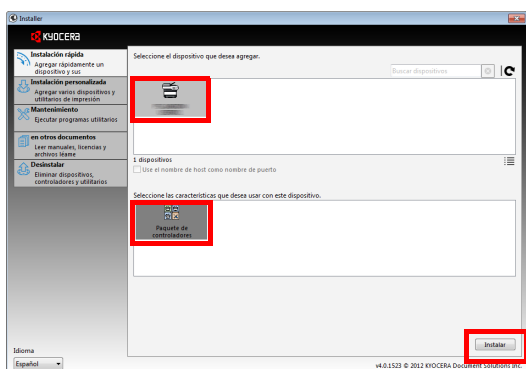 Installer
KYOCERA
Instalación rápida
Agregar rápidamente un
dispositivo y sus
Instalación personalizada
Agregar varios dispositivos y
utilitarios de impresión
Mantenimiento
Ejecutar programas utilitarios
en otros documentos
Leer manuales, licencias y
archivos léame
Desinstalar
Eliminar dispositivos,
controladores y utilitarios
Idioma
Español
Seleccione el dispositivo que desea agregar.
Buscar dispositivos
1 dispositivos
Use el nombre de host como nombre de puerto
Seleccione las características que desea usar con este dispositivo.
Paquete de
controladores
Instalar
v4.0.1523 © 2012 KYOCERA Document Solutions Inc.